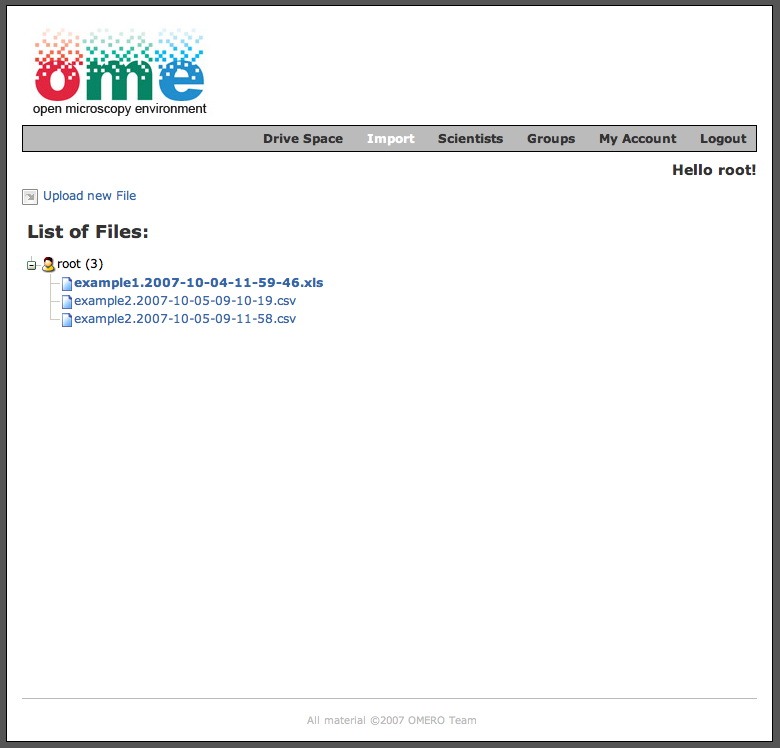 ome
open microscopy environment
Drive Space Import Scientists Groups My Account Logout
Hello root!
Upload new File
List of Files:
root (3)
example1.2007-10-04-11-59-46.xls
example2.2007-10-05-09-10-19.csv
example2.2007-10-05-09-11-58.csv
All material ©2007 OMERO Team